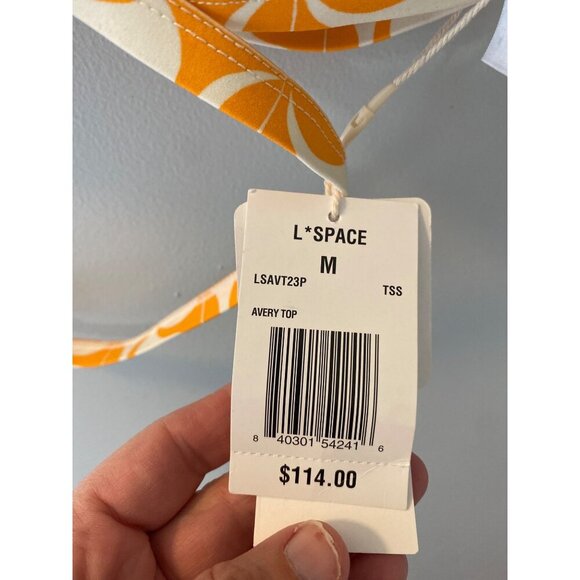 L*SPACE
M
LSAVT23P TSS
AVERY TOP
8 40301 54241 6
$114.00